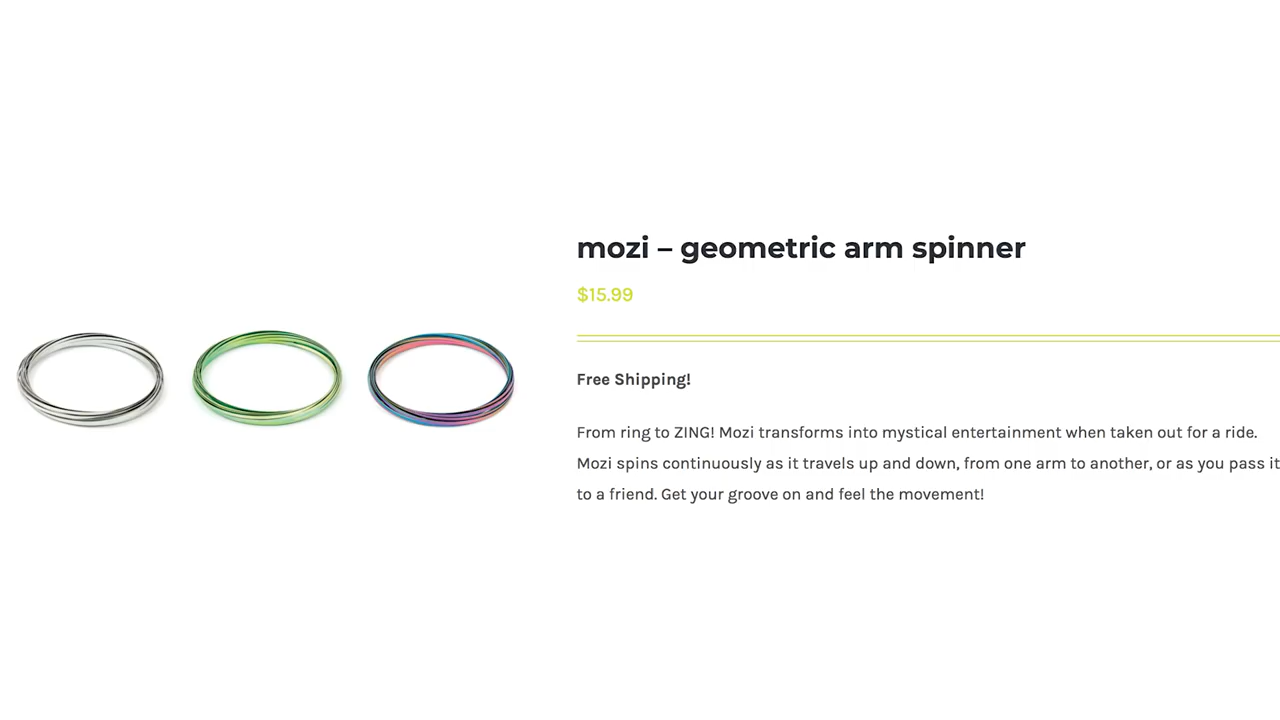 mozi – geometric arm spinner
$15.99
Free Shipping!
From ring to ZING! Mozi transforms into mystical entertainment when taken out for a ride.
Mozi spins continuously as it travels up and down, from one arm to another, or as you pass it
to a friend. Get your groove on and feel the movement!